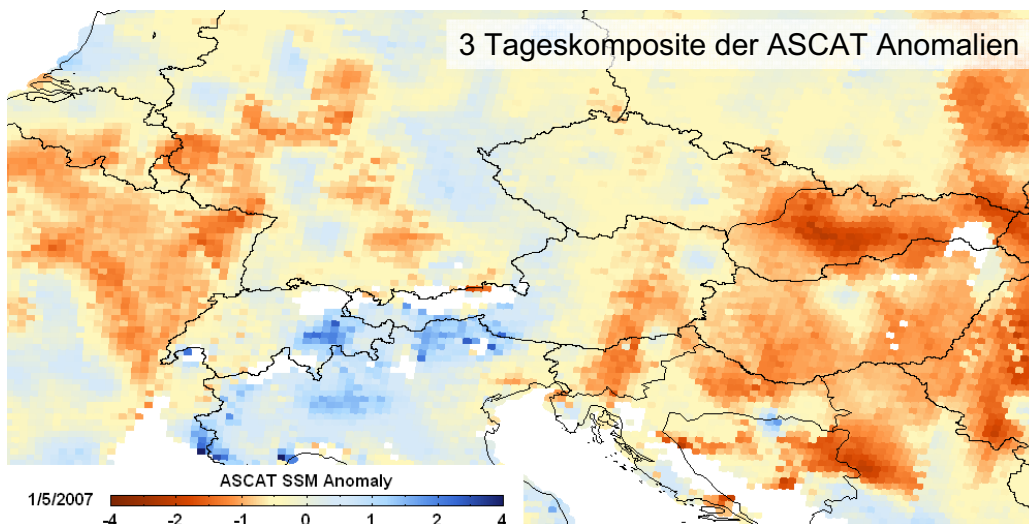 3 Tageskomposite der ASCAT Anomalien
ASCAT SSM Anomaly
1/5/2007
-4 -2 -1 0 1 2 4